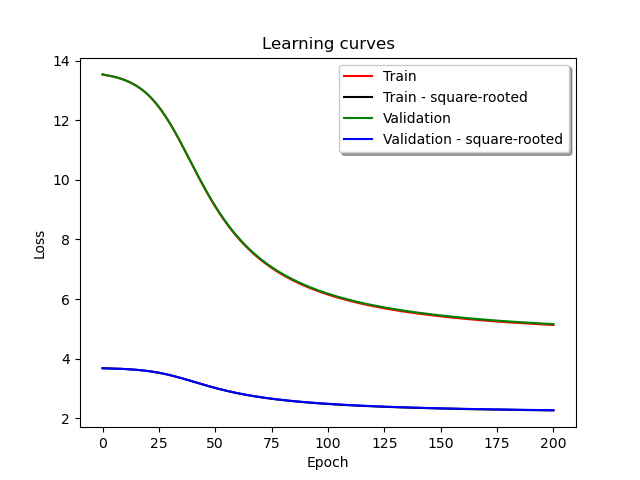 Learning curves
Train
Train - square-rooted
Validation
Validation - square-rooted
14
12
10
8
6
4
2
Loss
0 25 50 75 100 125 150 175 200
Epoch